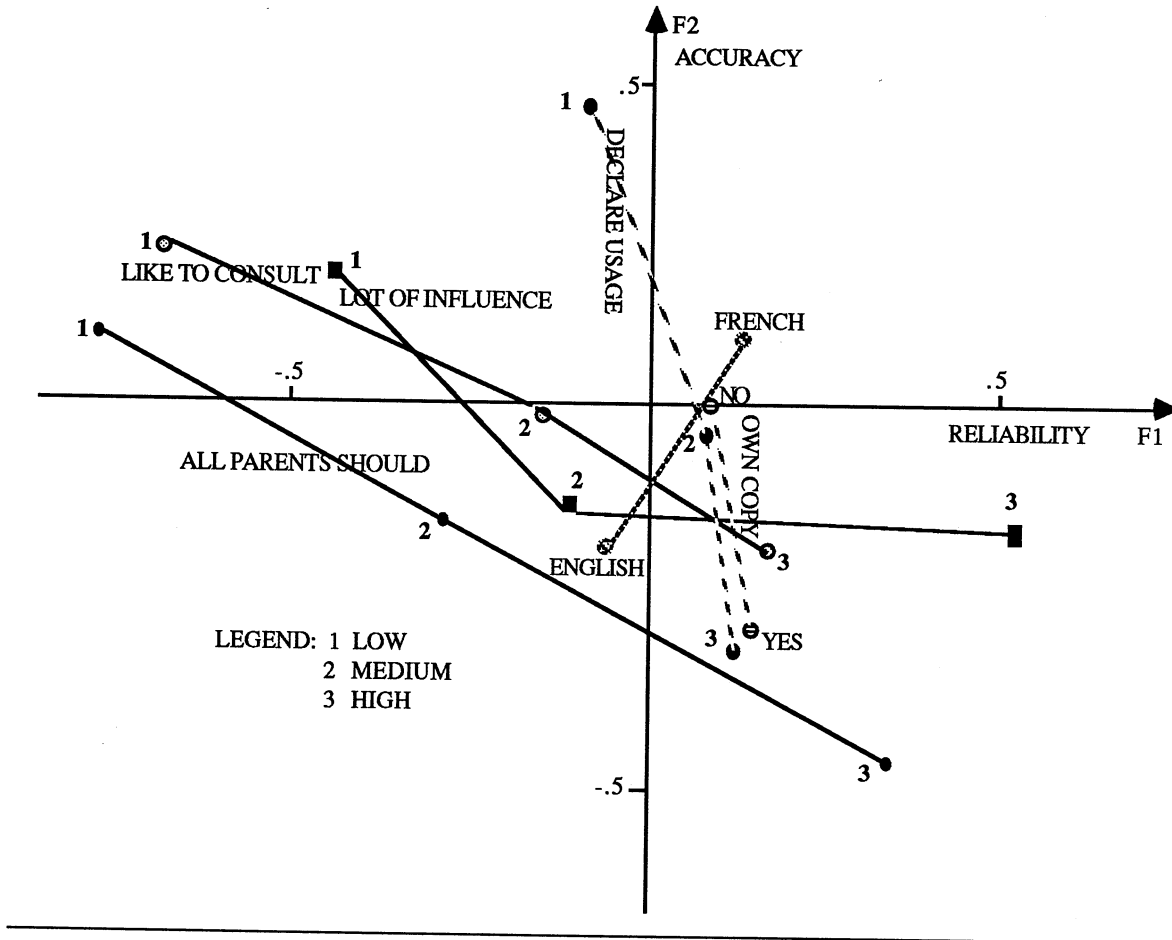 F2
ACCURACY
.5
1
DECLARE USAGE
1
1
LIKE TO CONSULT
LOT OF INFLUENCE
FRENCH
1
-.5
.5
NO
2
2
RELIABILITY F1
OWN COPY
ALL PARENTS SHOULD
2
3
2
ENGLISH
3
LEGEND: 1 LOW
2 MEDIUM
3 HIGH
3
YES
3
-.5